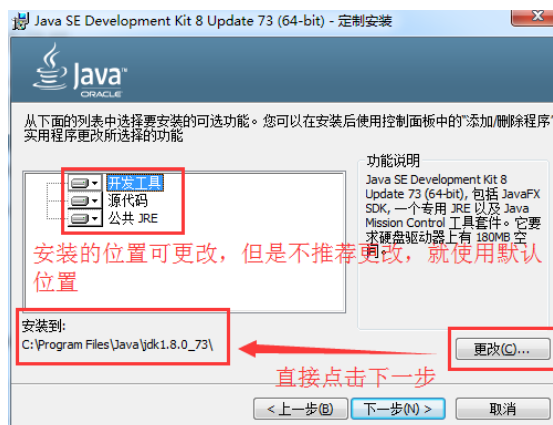 Java SE Development Kit 8 Update 73 (64-bit) - 定制安装
Java
ORACLE
从下面的列表中选择要安装的可选功能。您可以在安装后使用控制面板中的"添加/删除程序"
实用程序更改所选择的功能
开发工具
源代码
公共 JRE
功能说明
Java SE Development Kit 8
Update 73 (64-bit), 包括 JavaFX
SDK, 一个专用 JRE 以及 Java
Mission Control 工具套件。它要
求硬盘驱动器上有 180MB 空
间。
安装的位置可更改，但是不推荐更改，就使用默认
位置
安装到:
C:\Program Files\Java\jdk1.8.0_73\
更改(C)...
直接点击下一步
< 上一步(B)
下一步(N) >
取消